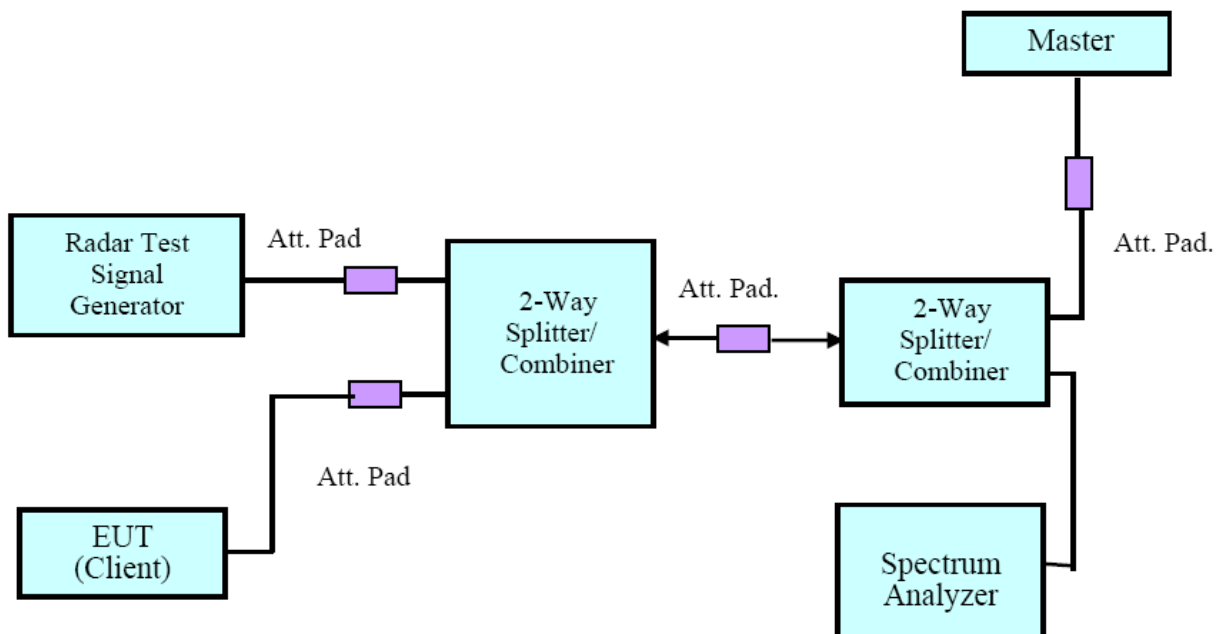 Master
Radar Test
Signal
Generator
Att. Pad
2-Way
Splitter/
Combiner
Att. Pad.
2-Way
Splitter/
Combiner
Att. Pad.
Att. Pad
EUT
(Client)
Spectrum
Analyzer